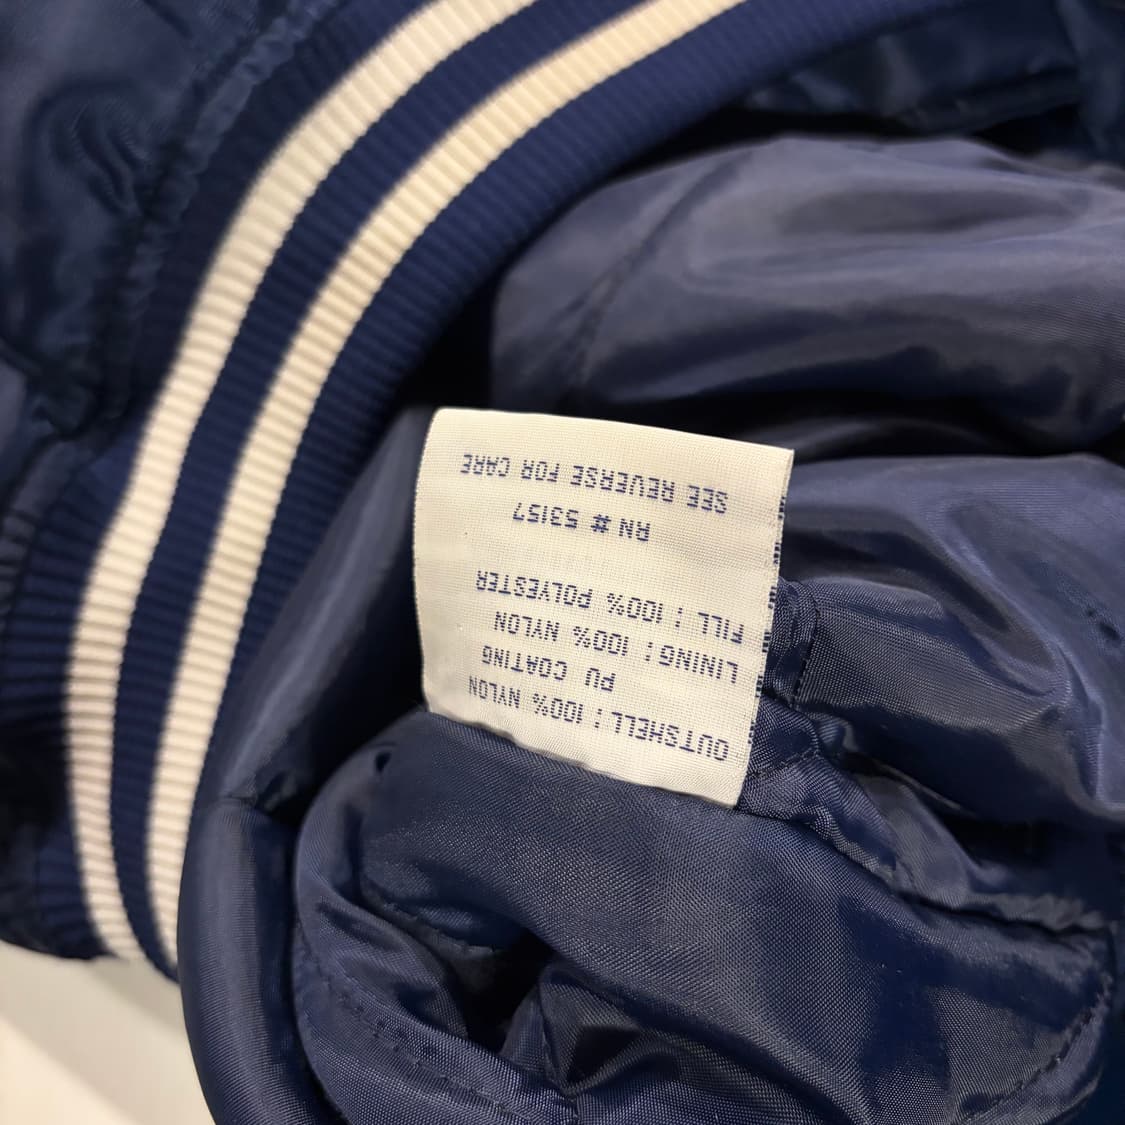 OUTSHELL : 100% NYLON
PU COATING
LINING : 100% NYLON
FILL : 100% POLYESTER
RN # 53157
SEE REVERSE FOR CARE